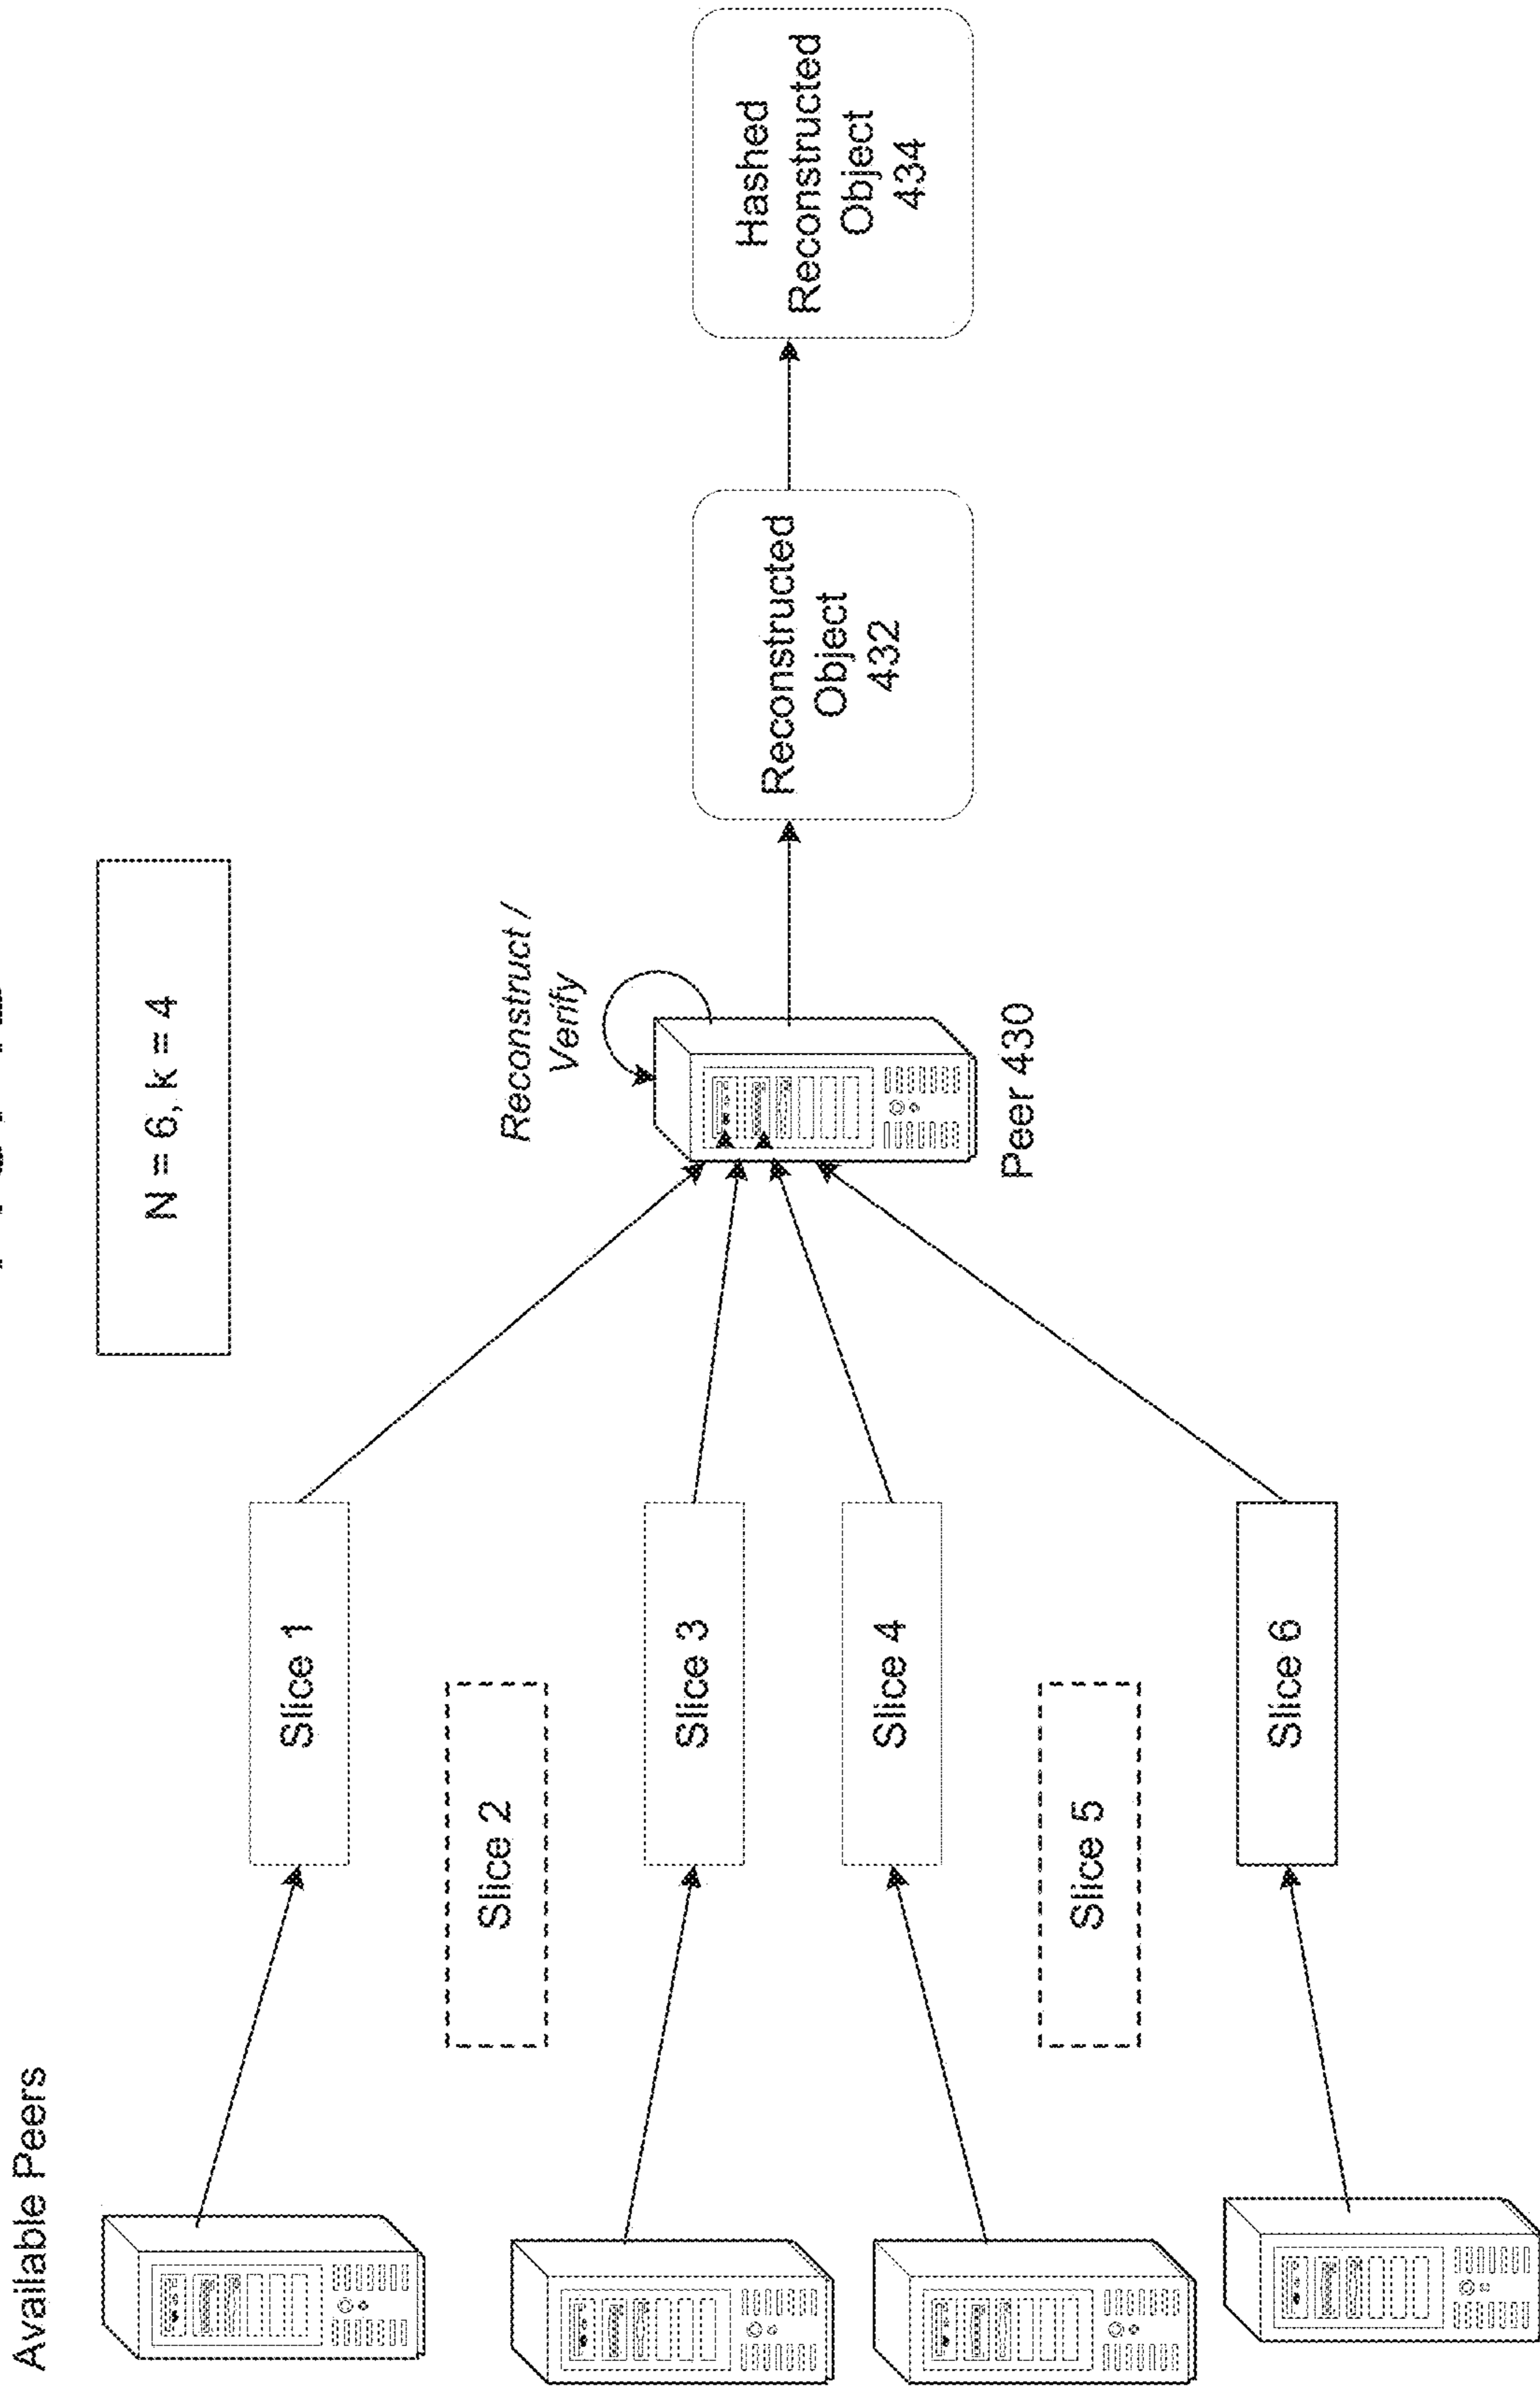 Available Peers
N = 6, k = 4
Slice 1
Slice 2
Slice 3
Slice 4
Slice 5
Slice 6
Reconstruct /
Verify
Peer 430
Reconstructed
Object
432
Hashed
Reconstructed
Object
434